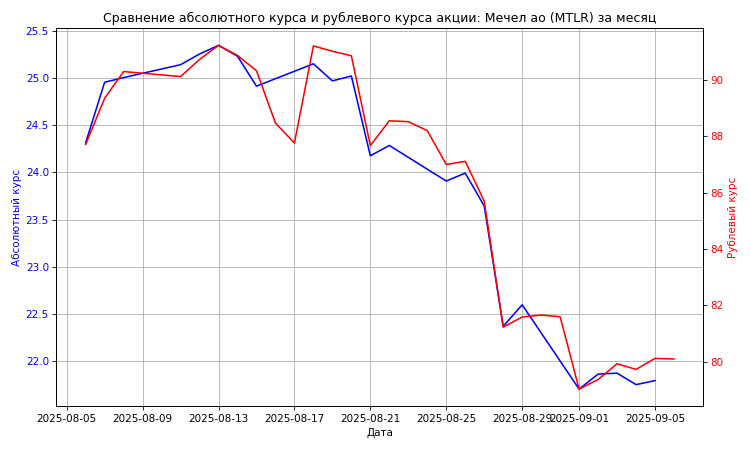 Сравнение абсолютного курса и рублевого курса акции: Мечел ао (MTLR) за месяц
25.5
25.0
24.5
24.0
23.5
23.0
22.5
22.0
Абсолютный курс
90
88
86
84
82
80
Рублевый курс
2025-08-05 2025-08-09 2025-08-13 2025-08-17 2025-08-21 2025-08-25 2025-08-29 2025-09-01 2025-09-05
Дата